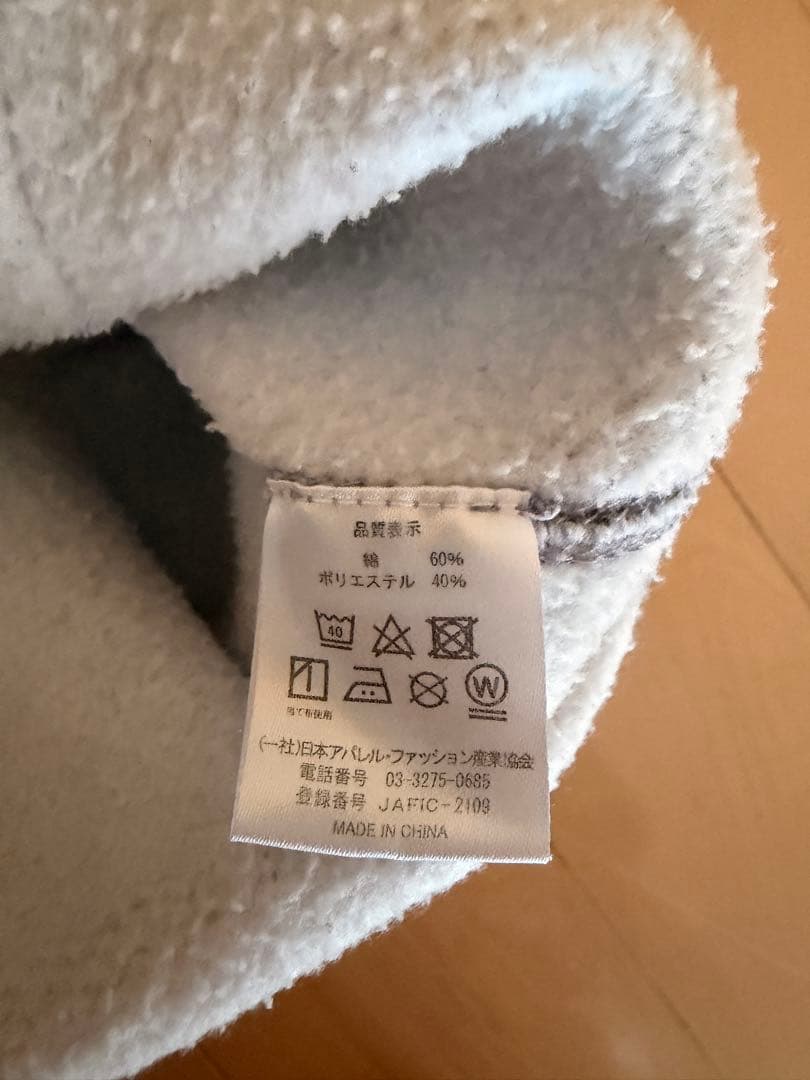 品質表示
綿 60%
ポリエステル 40%
40
W
当て布使用
(一社)日本アパレル・ファッション産業協会
電話番号 03-3275-0685
登録番号 JAFIC-2109
MADE IN CHINA